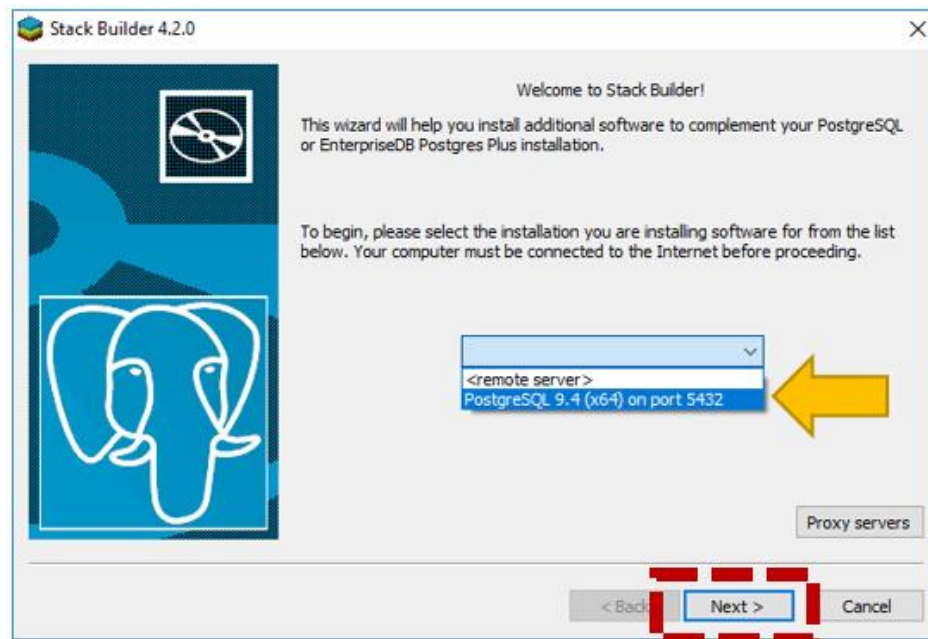 Stack Builder 4.2.0
Welcome to Stack Builder!
This wizard will help you install additional software to complement your PostgreSQL
or EnterpriseDB Postgres Plus installation.
To begin, please select the installation you are installing software for from the list
below. Your computer must be connected to the Internet before proceeding.
<remote server>
PostgreSQL 9.4 (x64) on port 5432
Proxy servers
< Back
Next >
Cancel